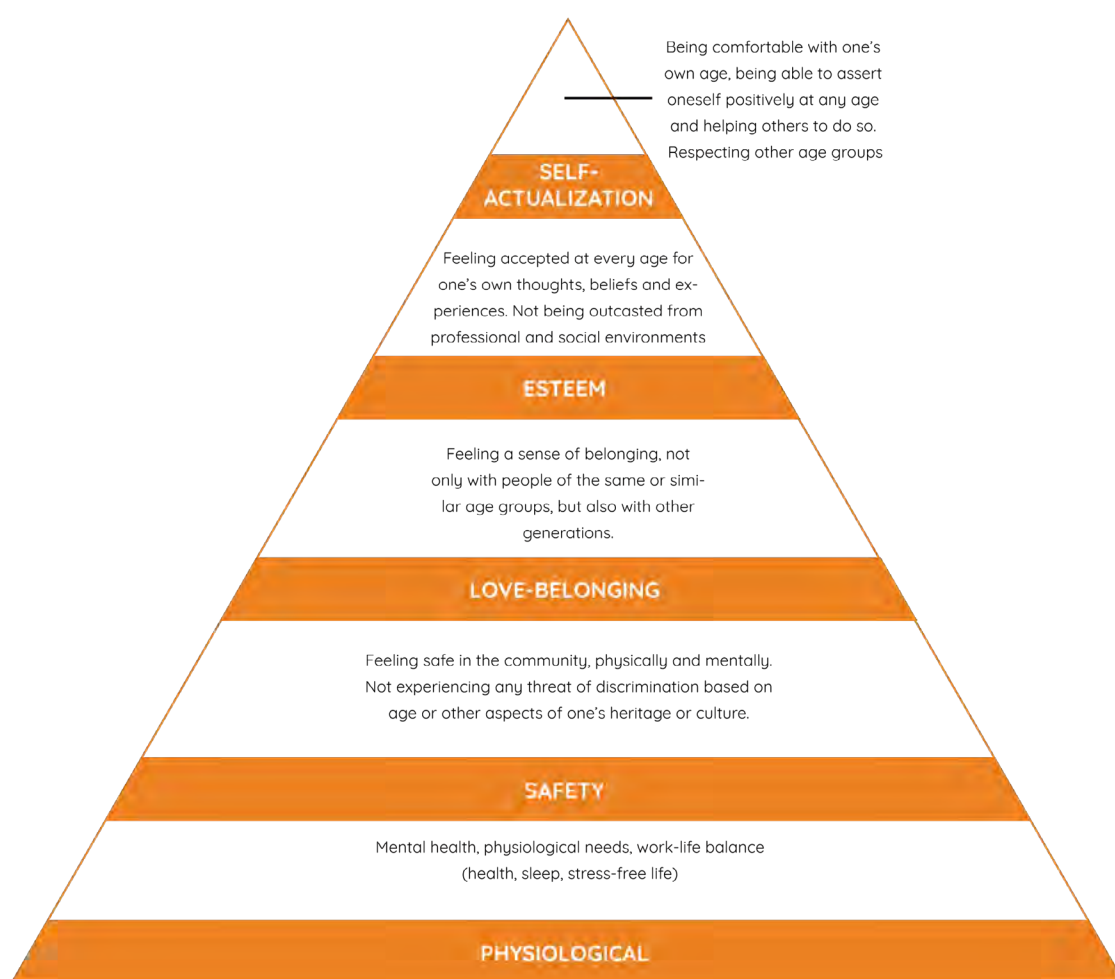 Being comfortable with one's
own age, being able to assert
oneself positively at any age
and helping others to do so.
Respecting other age groups
SELF-
ACTUALIZATION
Feeling accepted at every age for
one's own thoughts, beliefs and ex-
periences. Not being outcasted from
professional and social environments
ESTEEM
Feeling a sense of belonging, not
only with people of the same or simi-
lar age groups, but also with other
generations.
LOVE-BELONGING
Feeling safe in the community, physically and mentally.
Not experiencing any threat of discrimination based on
age or other aspects of one's heritage or culture.
SAFETY
Mental health, physiological needs, work-life balance
(health, sleep, stress-free life)
PHYSIOLOGICAL